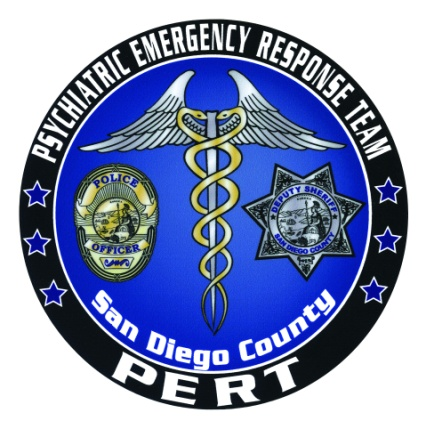 PSYCHIATRIC EMERGENCY RESPONSE TEAM
POLICE
OFFICER
DEPUTY SHERIFF
SAN DIEGO COUNTY
San Diego County
PERT